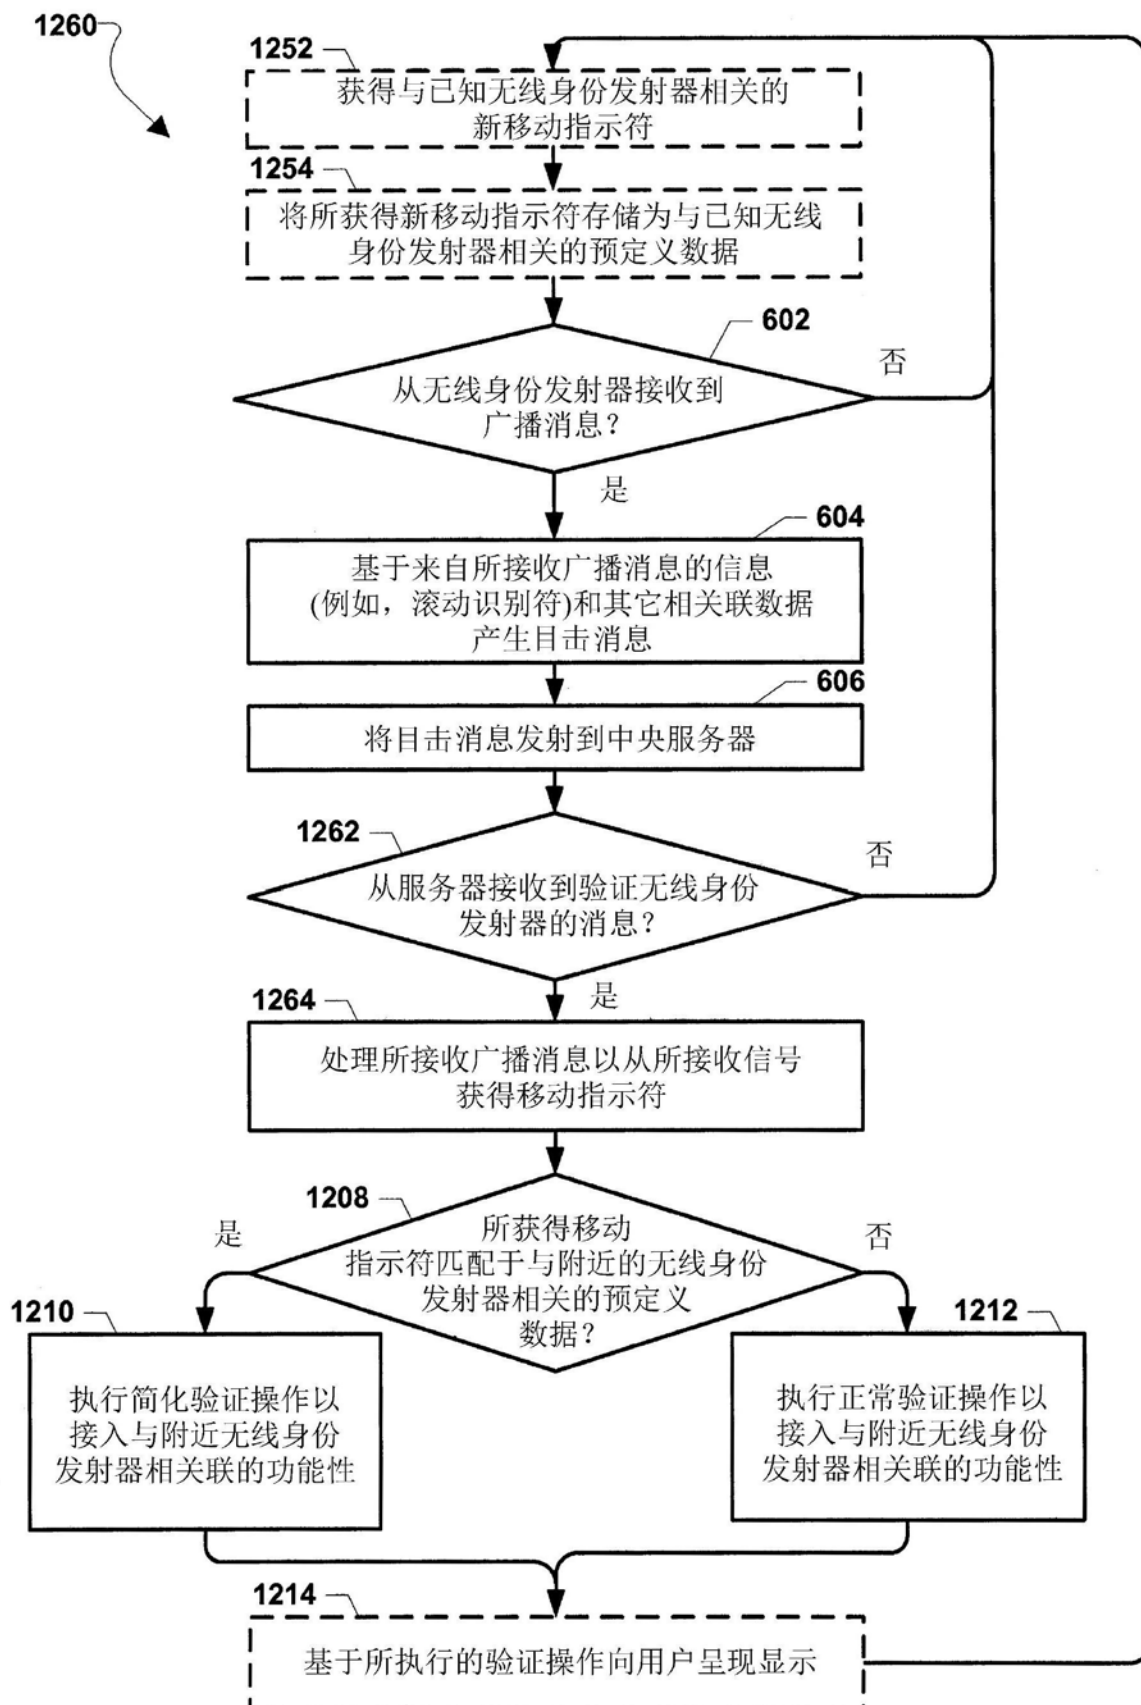 1260
1252
获得与已知无线身份发射器相关的
新移动指示符
1254
将所获得新移动指示符存储为与已知无线
身份发射器相关的预定义数据
602
否
从无线身份发射器接收到
广播消息？
是
604
基于来自所接收广播消息的信息
(例如，滚动识别符)和其它相关联数据
产生目击消息
606
将目击消息发射到中央服务器
1262
否
从服务器接收到验证无线身份
发射器的消息？
是
1264
处理所接收广播消息以从所接收信号
获得移动指示符
1208
是
否
所获得移动
指示符匹配于与附近的无线身份
发射器相关的预定义
数据？
1210
1212
执行简化验证操作以
接入与附近无线身份
发射器相关联的功能性
执行正常验证操作以
接入与附近无线身份
发射器相关联的功能性
1214
基于所执行的验证操作向用户呈现显示